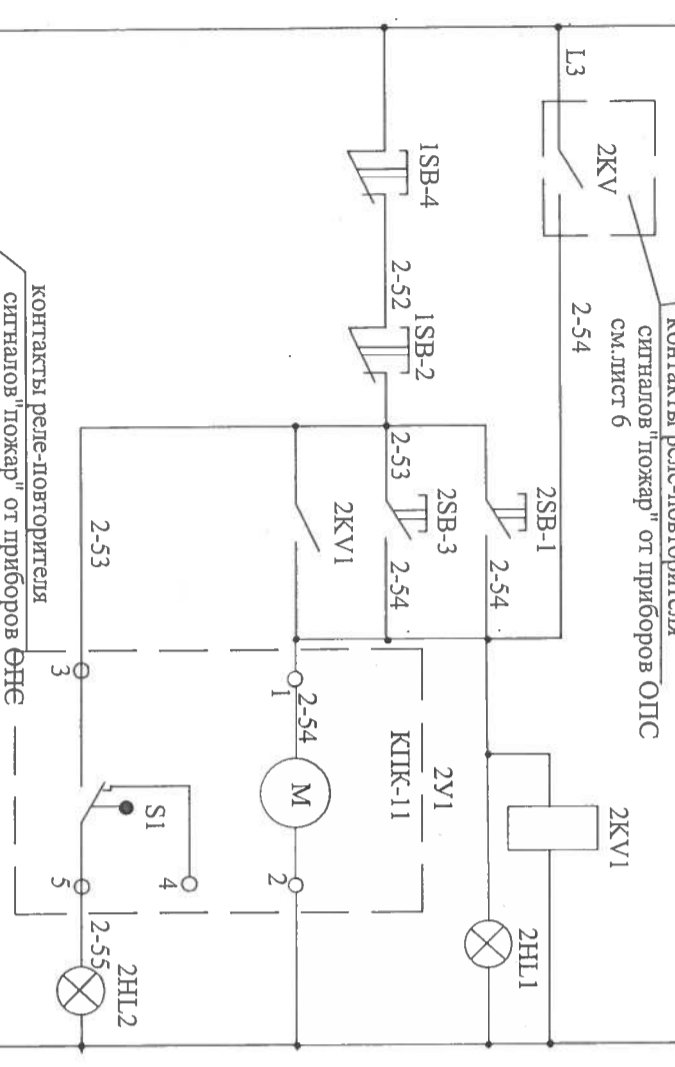 L3
2KV
контакты реле-повторителя
сигналов"пожар" от приборов ОПС
см.лист 6
2-54
1SB-4
2-52
1SB-2
2-53
2SB-1
2-54
2SB-3
2-54
2KV1
2-53
контакты реле-повторителя
сигналов"пожар" от приборов ОПС
3
1
2-54
М
2
КПК-11
2У1
S1
4
5
2-55
2HL2
2HL1
2KV1